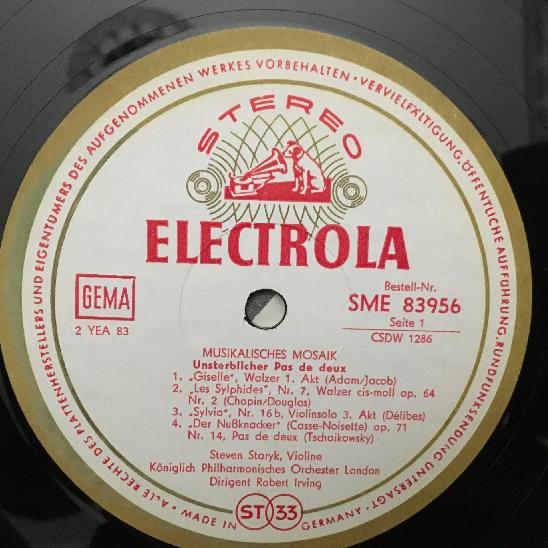 ALLE RECHTE DES PLATTENHERSTELLERS UND EIGENTÜMERS DES AUFGENOMMENEN WERKES VORBEHALTEN · VERVIELFÄLTIGUNG, ÖFFENTLICHE AUFFÜHRUNG, RUNDFUNKSENDUNG UNTERSAGT ·
STEREO
ELECTROLA
GEMA
2 YEA 83
Bestell-Nr.
SME 83956
Seite 1
CSDW 1286
MUSIKALISCHES MOSAIK
Unsterblicher Pas de deux
1. „Giselle", Walzer 1. Akt (Adam/Jacob)
2. „Les Sylphides", Nr. 7, Walzer cis-moll op. 64
Nr. 2 (Chopin/Douglas)
3. „Sylvia", Nr. 16b, Violinsolo 3. Akt (Délibes)
4. „Der Nußknacker" (Casse-Noisette) op. 71
Nr. 14, Pas de deux (Tschaikowsky)
Steven Staryk, Violine
Königlich Philharmonisches Orchester London
Dirigent Robert Irving
MADE IN GERMANY
ST 33